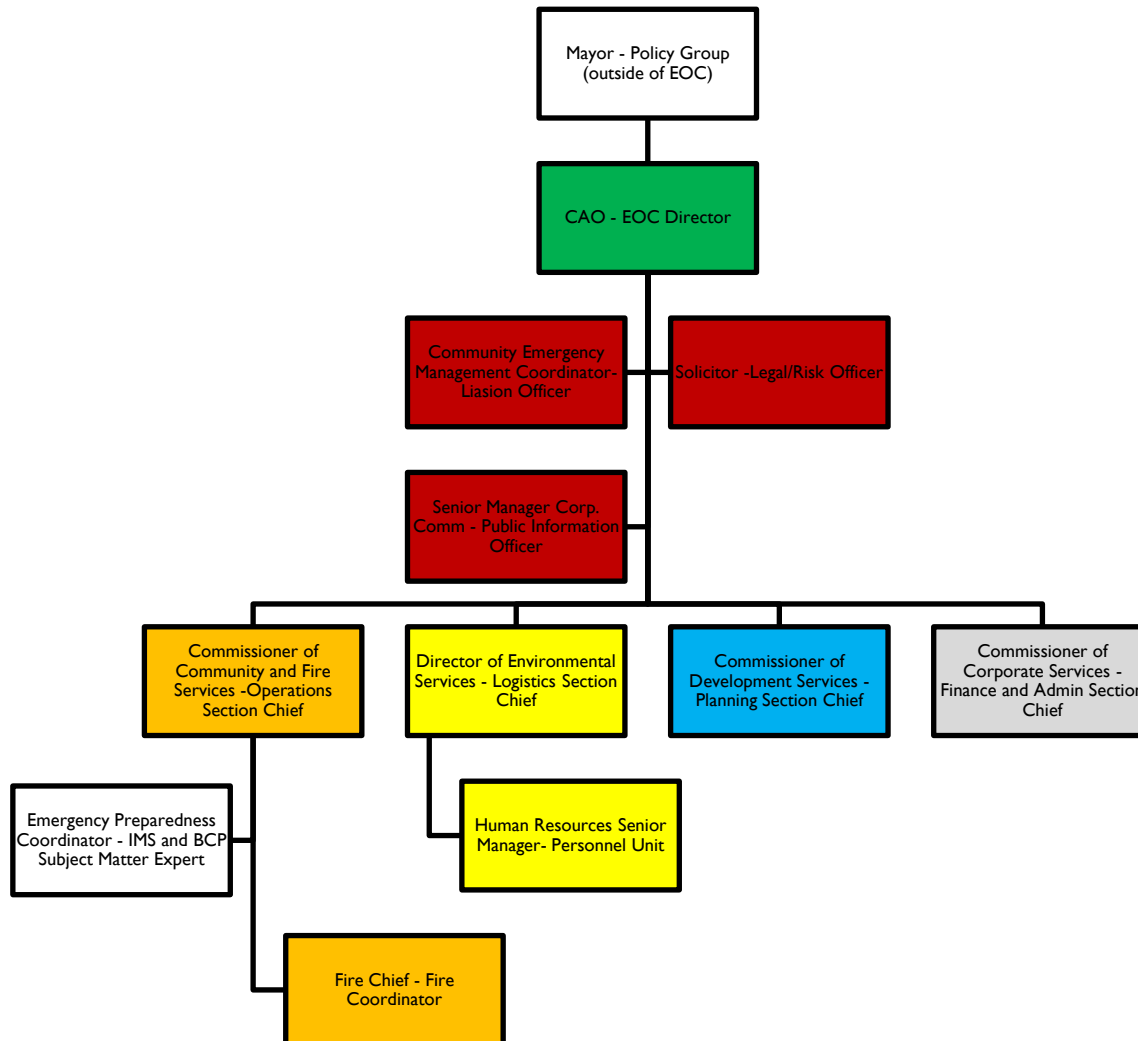 Mayor - Policy Group
(outside of EOC)
CAO - EOC Director
Community Emergency
Management Coordinator-
Liasion Officer
Solicitor -Legal/Risk Officer
Senior Manager Corp.
Comm - Public Information
Officer
Commissioner of
Community and Fire
Services -Operations
Section Chief
Director of Environmental
Services - Logistics Section
Chief
Commissioner of
Development Services -
Planning Section Chief
Commissioner of
Corporate Services -
Finance and Admin Section
Chief
Emergency Preparedness
Coordinator - IMS and BCP
Subject Matter Expert
Human Resources Senior
Manager- Personnel Unit
Fire Chief - Fire
Coordinator